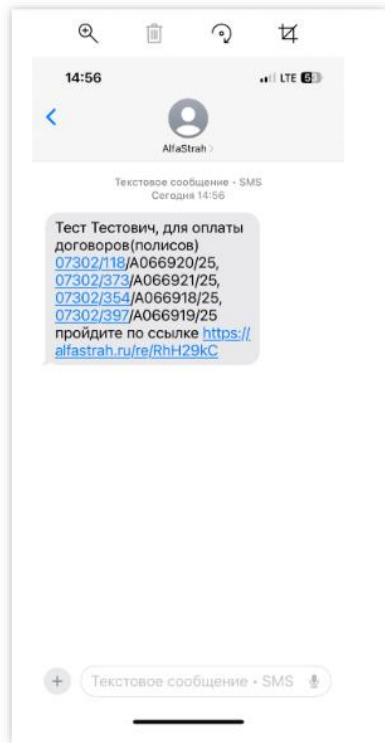 14:56
LTE
AlfaStrah
Текстовое сообщение • SMS
Сегодня 14:56
Тест Тестович, для оплаты
договоров(полисов)
07302/118/А066920/25,
07302/373/А066921/25,
07302/354/А066918/25,
07302/397/А066919/25
пройдите по ссылке https://
alfastrah.ru/re/RhH29kC
Текстовое сообщение • SMS